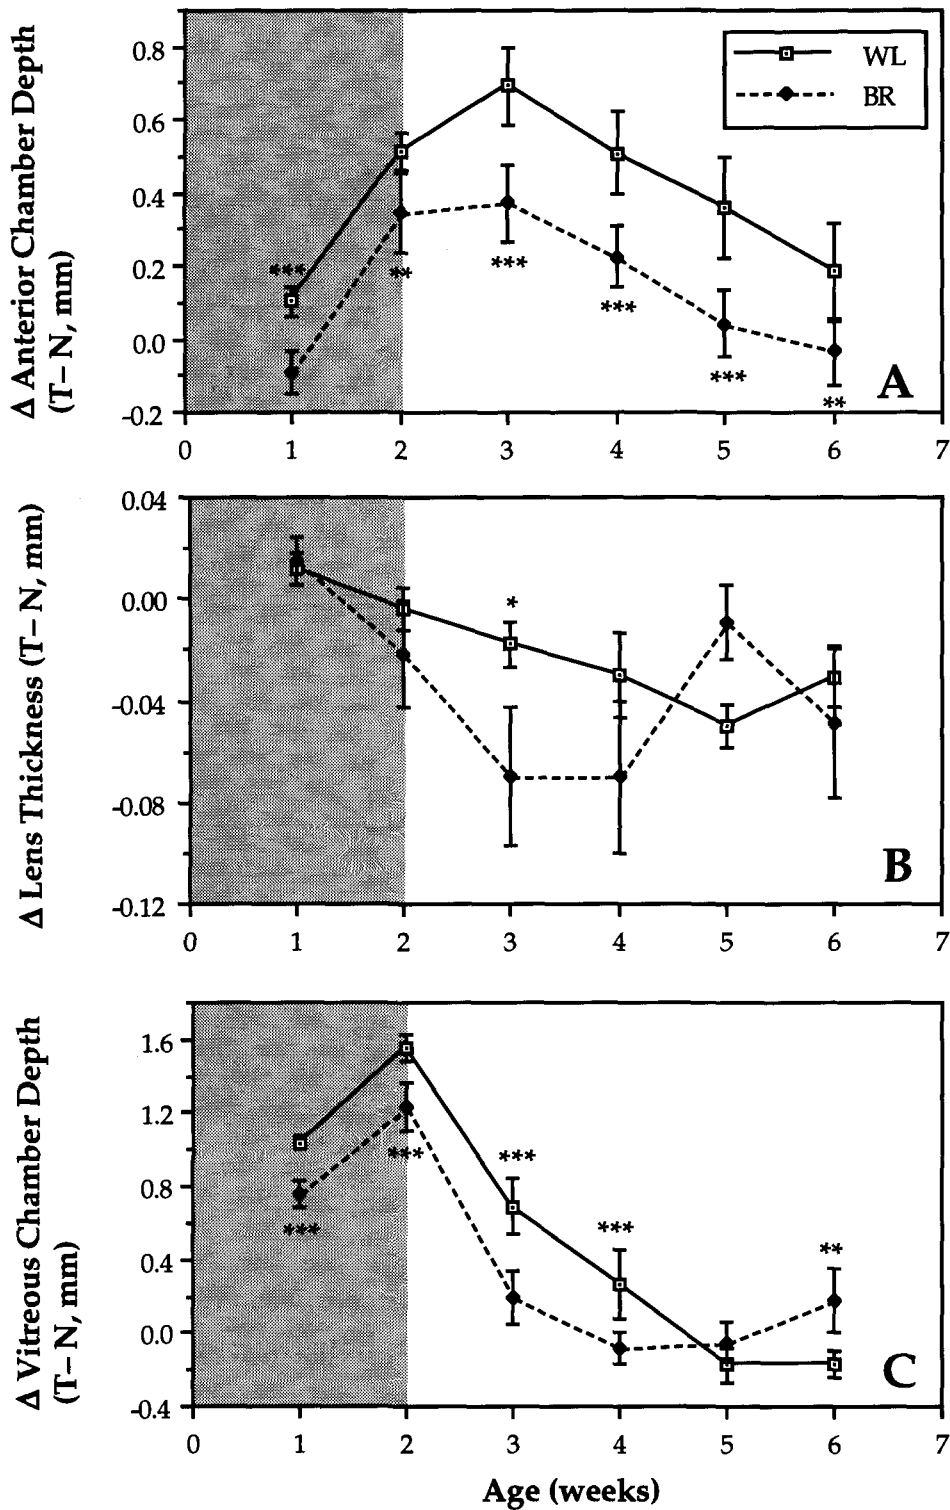 Δ Anterior Chamber Depth
(T– N, mm)
0.8
0.6
0.4
0.2
0.0
-0.2
WL
BR
***
**
***
***
***
**
A
0 1 2 3 4 5 6 7
Δ Lens Thickness (T– N, mm)
0.04
0.00
-0.04
-0.08
-0.12
*
B
0 1 2 3 4 5 6 7
Δ Vitreous Chamber Depth
(T– N, mm)
1.6
1.2
0.8
0.4
0.0
-0.4
***
***
***
***
**
C
0 1 2 3 4 5 6 7
Age (weeks)